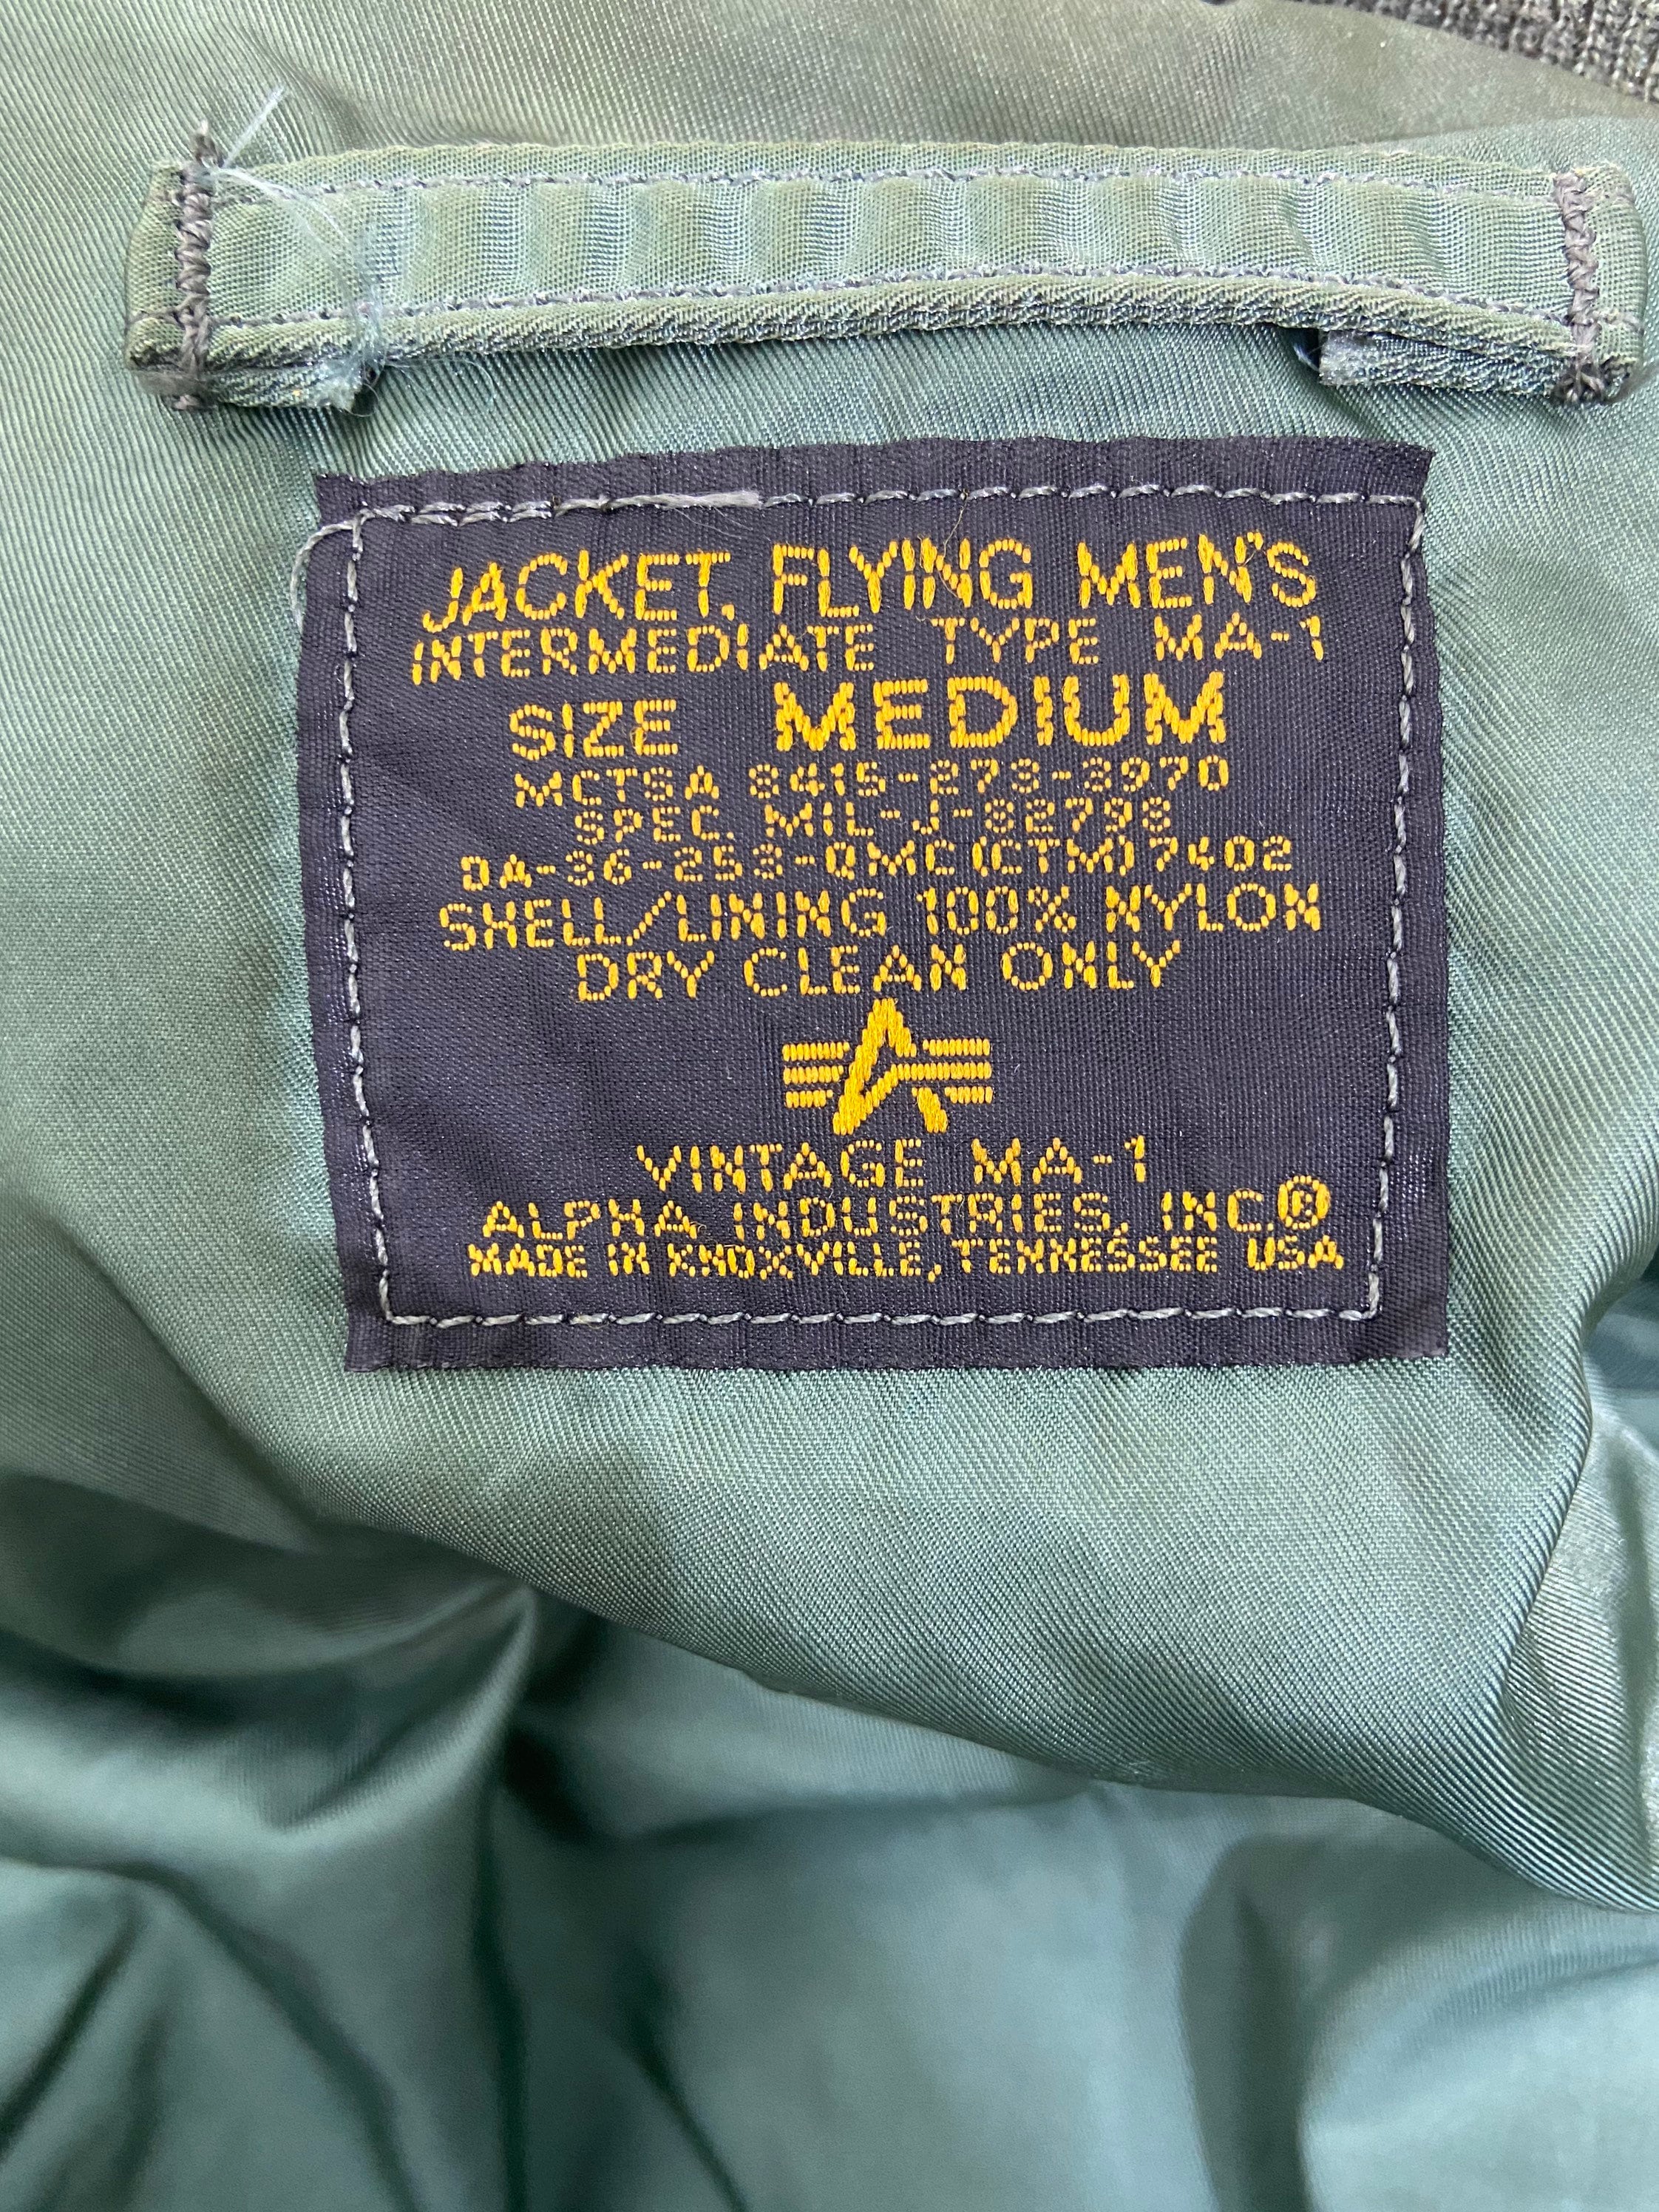 JACKET, FLYING MEN'S
INTERMEDIATE TYPE MA-1
SIZE MEDIUM
MCTSA 8415-273-3970
SPEC. MIL-J-82798
DA-36-253-QMC(CTM)7402
SHELL/LINING 100% NYLON
DRY CLEAN ONLY
VINTAGE MA-1
ALPHA INDUSTRIES, INC.®
MADE IN KNOXVILLE, TENNESSEE USA